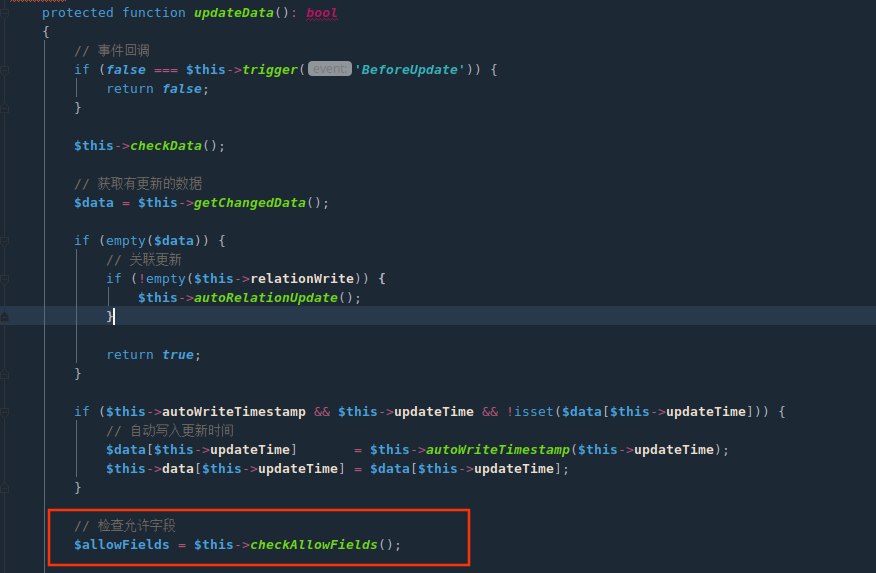 protected function updateData(): bool
{
// 事件回调
if (false === $this->trigger( event: 'BeforeUpdate')) {
return false;
}
$this->checkData();
// 获取有更新的数据
$data = $this->getChangedData();
if (empty($data)) {
// 关联更新
if (!empty($this->relationWrite)) {
$this->autoRelationUpdate();
}
return true;
}
if ($this->autoWriteTimestamp && $this->updateTime && !isset($data[$this->updateTime])) {
// 自动写入更新时间
$data[$this->updateTime]       = $this->autoWriteTimestamp($this->updateTime);
$this->data[$this->updateTime] = $data[$this->updateTime];
}
// 检查允许字段
$allowFields = $this->checkAllowFields();